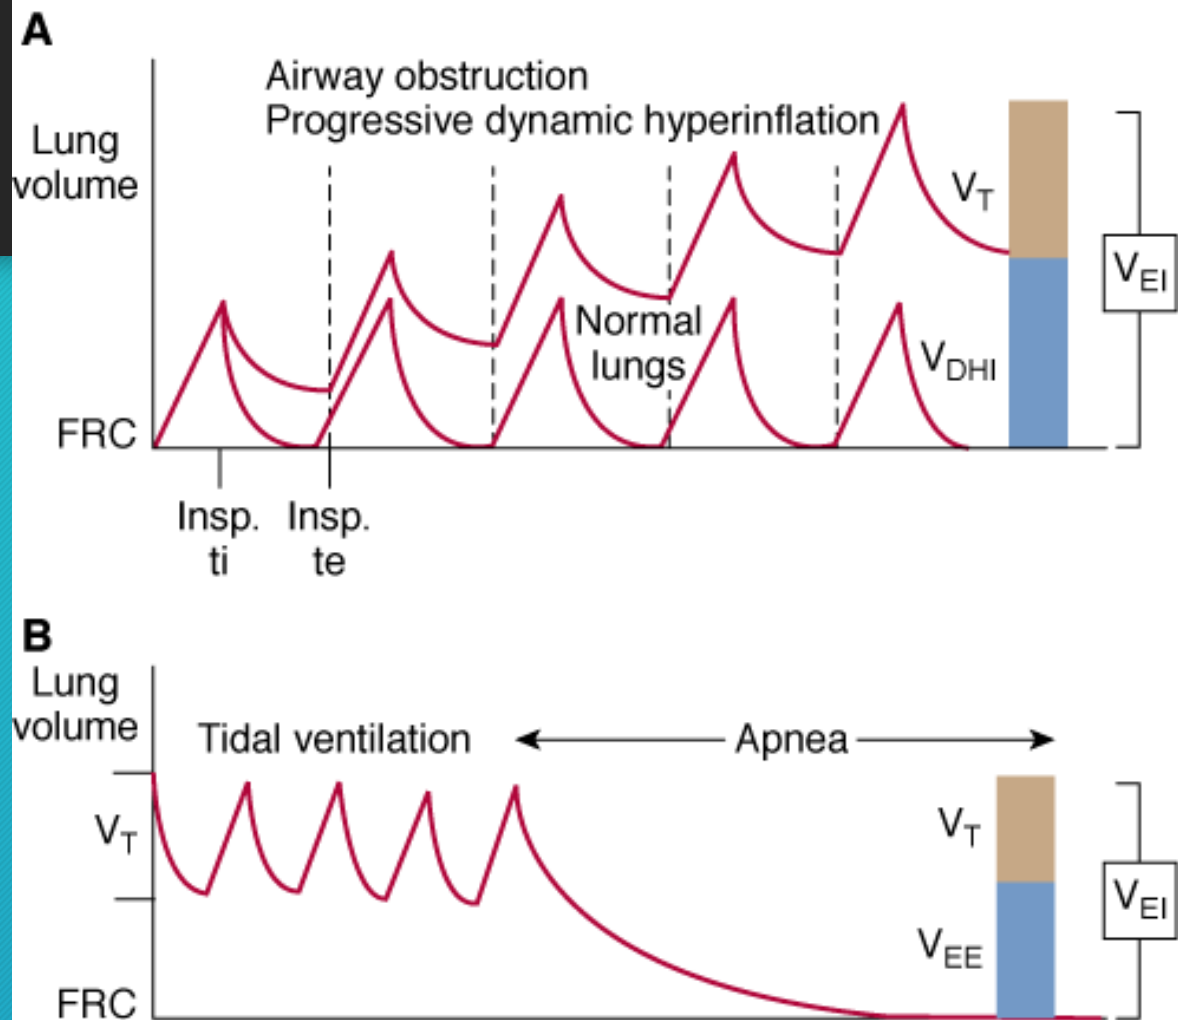 A
Airway obstruction
Progressive dynamic hyperinflation
Lung
volume
VT
VEI
Normal
lungs
VDHI
FRC
Insp.
ti
Insp.
te
B
Lung
volume
Tidal ventilation
Apnea
VT
VT
VEI
VEE
FRC